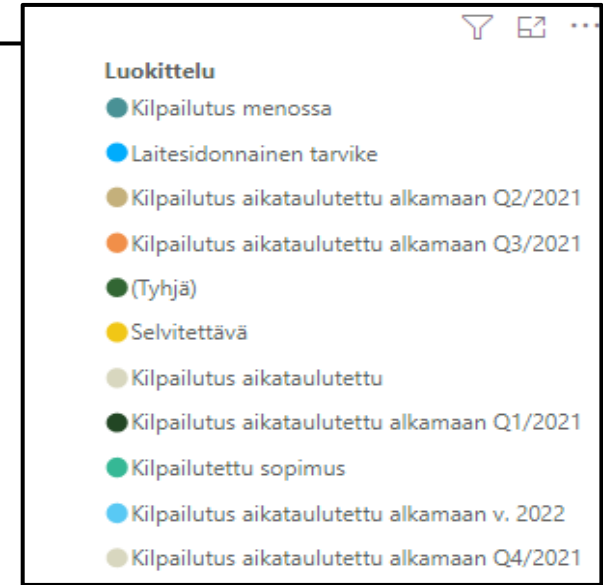 Luokittelu
Kilpailutus menossa
Laitesidonnainen tarvike
Kilpailutus aikataulutettu alkamaan Q2/2021
Kilpailutus aikataulutettu alkamaan Q3/2021
(Tyhjä)
Selvitettävä
Kilpailutus aikataulutettu
Kilpailutus aikataulutettu alkamaan Q1/2021
Kilpailutettu sopimus
Kilpailutus aikataulutettu alkamaan v. 2022
Kilpailutus aikataulutettu alkamaan Q4/2021